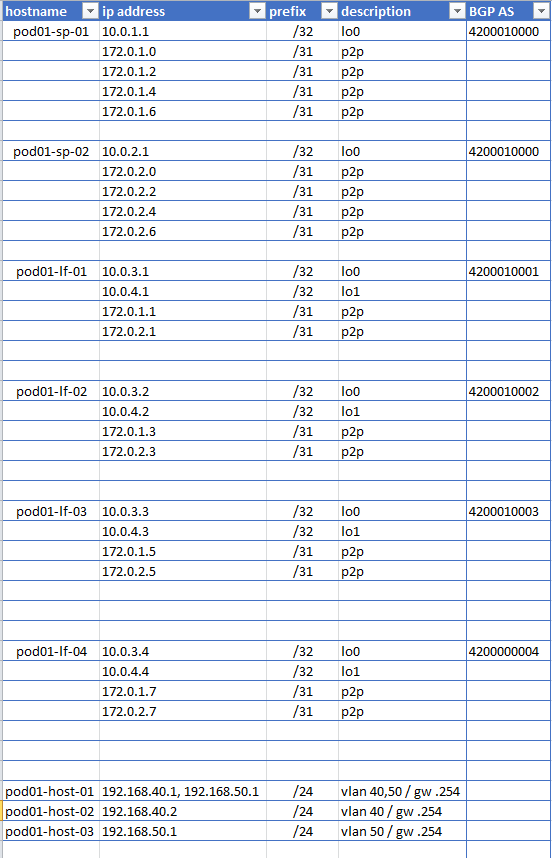 hostname ip address prefix description BGP AS
pod01-sp-01 10.0.1.1 /32 lo0 4200010000
172.0.1.0 /31 p2p
172.0.1.2 /31 p2p
172.0.1.4 /31 p2p
172.0.1.6 /31 p2p
pod01-sp-02 10.0.2.1 /32 lo0 4200010000
172.0.2.0 /31 p2p
172.0.2.2 /31 p2p
172.0.2.4 /31 p2p
172.0.2.6 /31 p2p
pod01-lf-01 10.0.3.1 /32 lo0 4200010001
10.0.4.1 /32 lo1
172.0.1.1 /31 p2p
172.0.2.1 /31 p2p
pod01-lf-02 10.0.3.2 /32 lo0 4200010002
10.0.4.2 /32 lo1
172.0.1.3 /31 p2p
172.0.2.3 /31 p2p
pod01-lf-03 10.0.3.3 /32 lo0 4200010003
10.0.4.3 /32 lo1
172.0.1.5 /31 p2p
172.0.2.5 /31 p2p
pod01-lf-04 10.0.3.4 /32 lo0 4200000004
10.0.4.4 /32 lo1
172.0.1.7 /31 p2p
172.0.2.7 /31 p2p
pod01-host-01 192.168.40.1, 192.168.50.1 /24 vlan 40,50 / gw .254
pod01-host-02 192.168.40.2 /24 vlan 40 / gw .254
pod01-host-03 192.168.50.1 /24 vlan 50 / gw .254